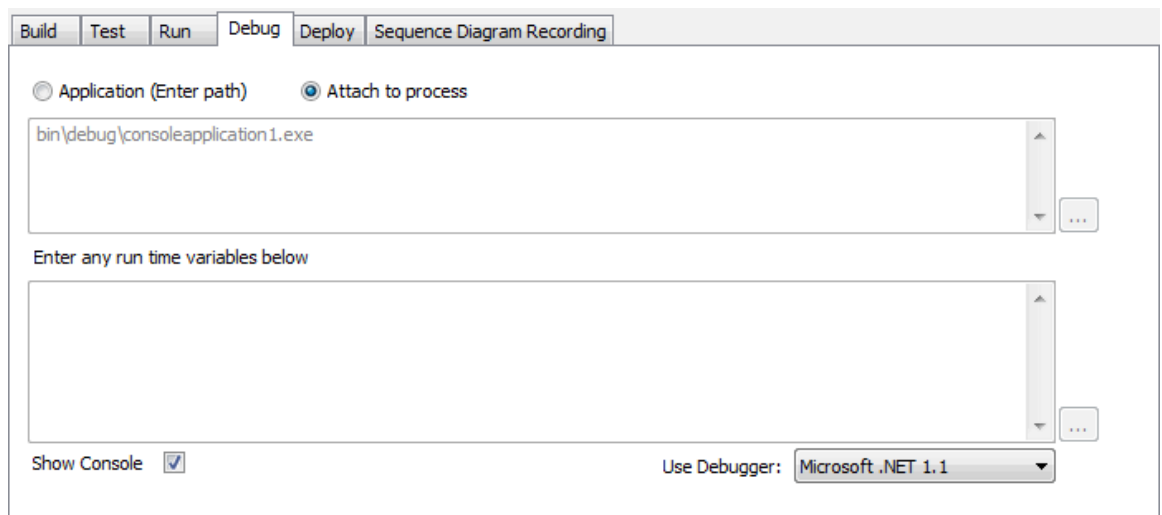 Build Test Run Debug Deploy Sequence Diagram Recording
Application (Enter path) Attach to process
bin\debug\consoleapplication1.exe
...
Enter any run time variables below
...
Show Console Use Debugger: Microsoft .NET 1.1